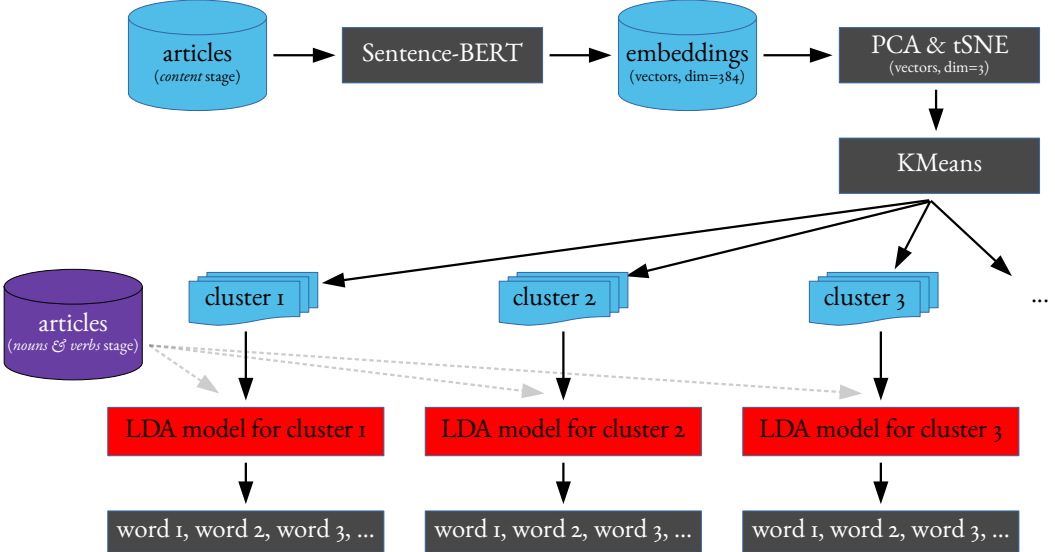 articles
(content stage)
Sentence-BERT
embeddings
(vectors, dim=384)
PCA & tSNE
(vectors, dim=3)
KMeans
cluster 1
cluster 2
cluster 3
...
articles
(nouns & verbs stage)
LDA model for cluster 1
LDA model for cluster 2
LDA model for cluster 3
word 1, word 2, word 3, ...
word 1, word 2, word 3, ...
word 1, word 2, word 3, ...